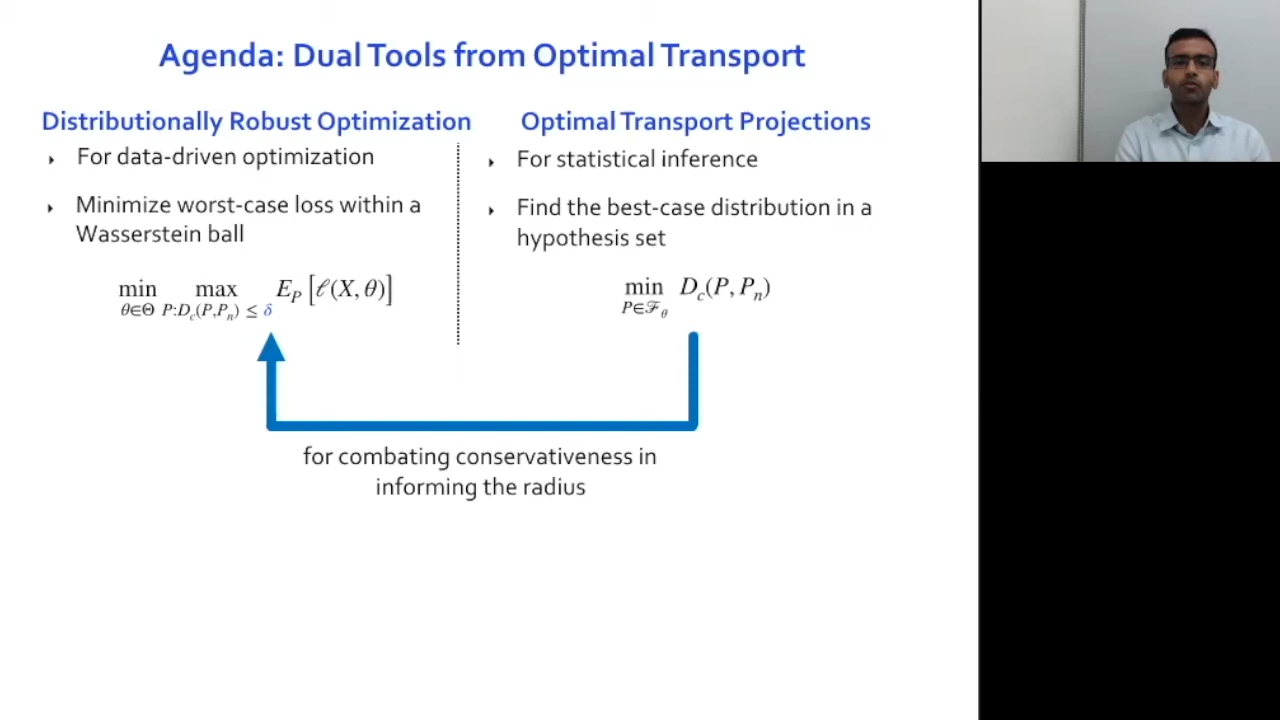 Agenda: Dual Tools from Optimal Transport
Distributionally Robust Optimization
‣ For data-driven optimization
‣ Minimize worst-case loss within a
Wasserstein ball
min max E_P [ℓ(X, θ)]
θ∈Θ P:D_c(P,P_n) ≤ δ
Optimal Transport Projections
‣ For statistical inference
‣ Find the best-case distribution in a
hypothesis set
min D_c(P, P_n)
P∈ℱ_θ
for combating conservativeness in
informing the radius